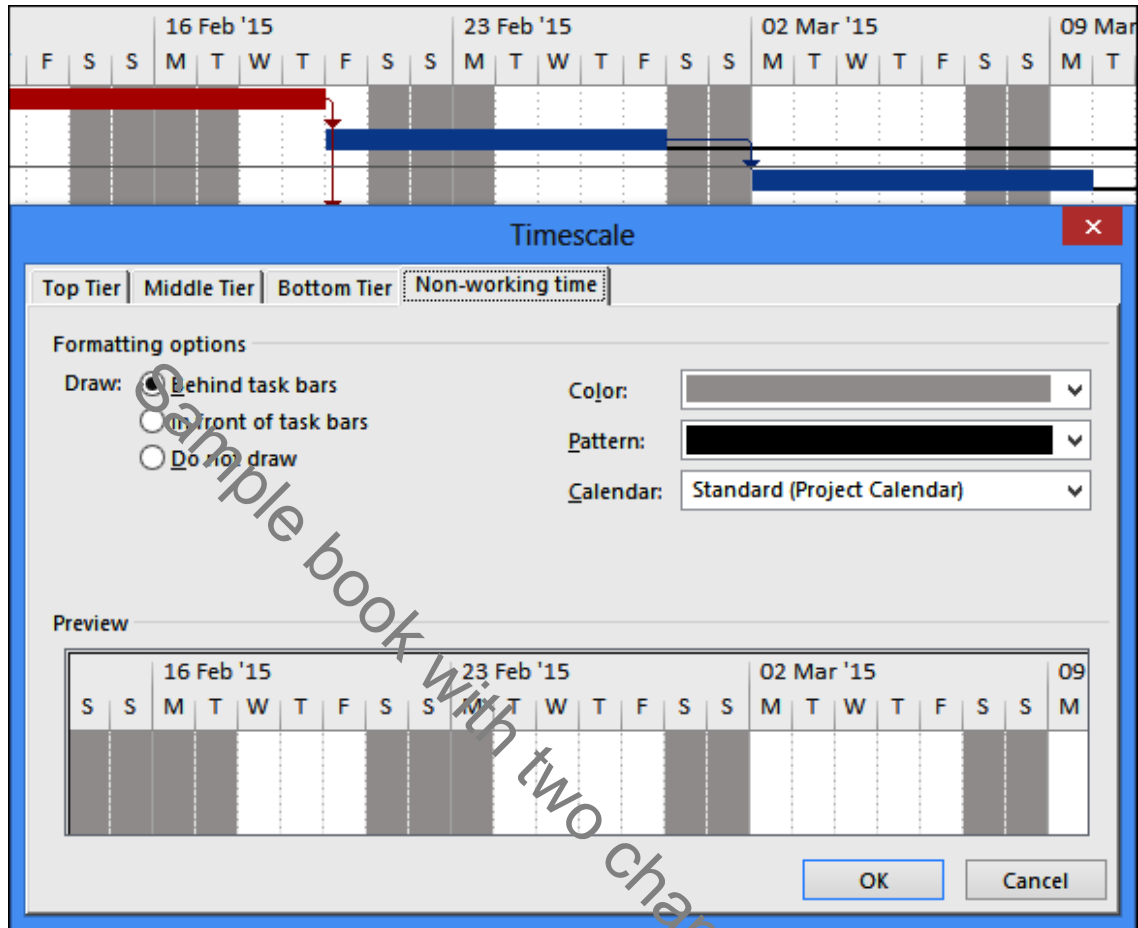 16 Feb '15 23 Feb '15 02 Mar '15 09 Mar
F S S M T W T F S S M T W T F S S M T W T F S S M T
Timescale
Top Tier Middle Tier Bottom Tier Non-working time
Formatting options
Draw: Behind task bars Color:
In front of task bars
Pattern:
Do not draw
Calendar: Standard (Project Calendar)
Preview
16 Feb '15 23 Feb '15 02 Mar '15 09
S S M T W T F S S M T W T F S S M T W T F S S M
OK Cancel
Sample book with two